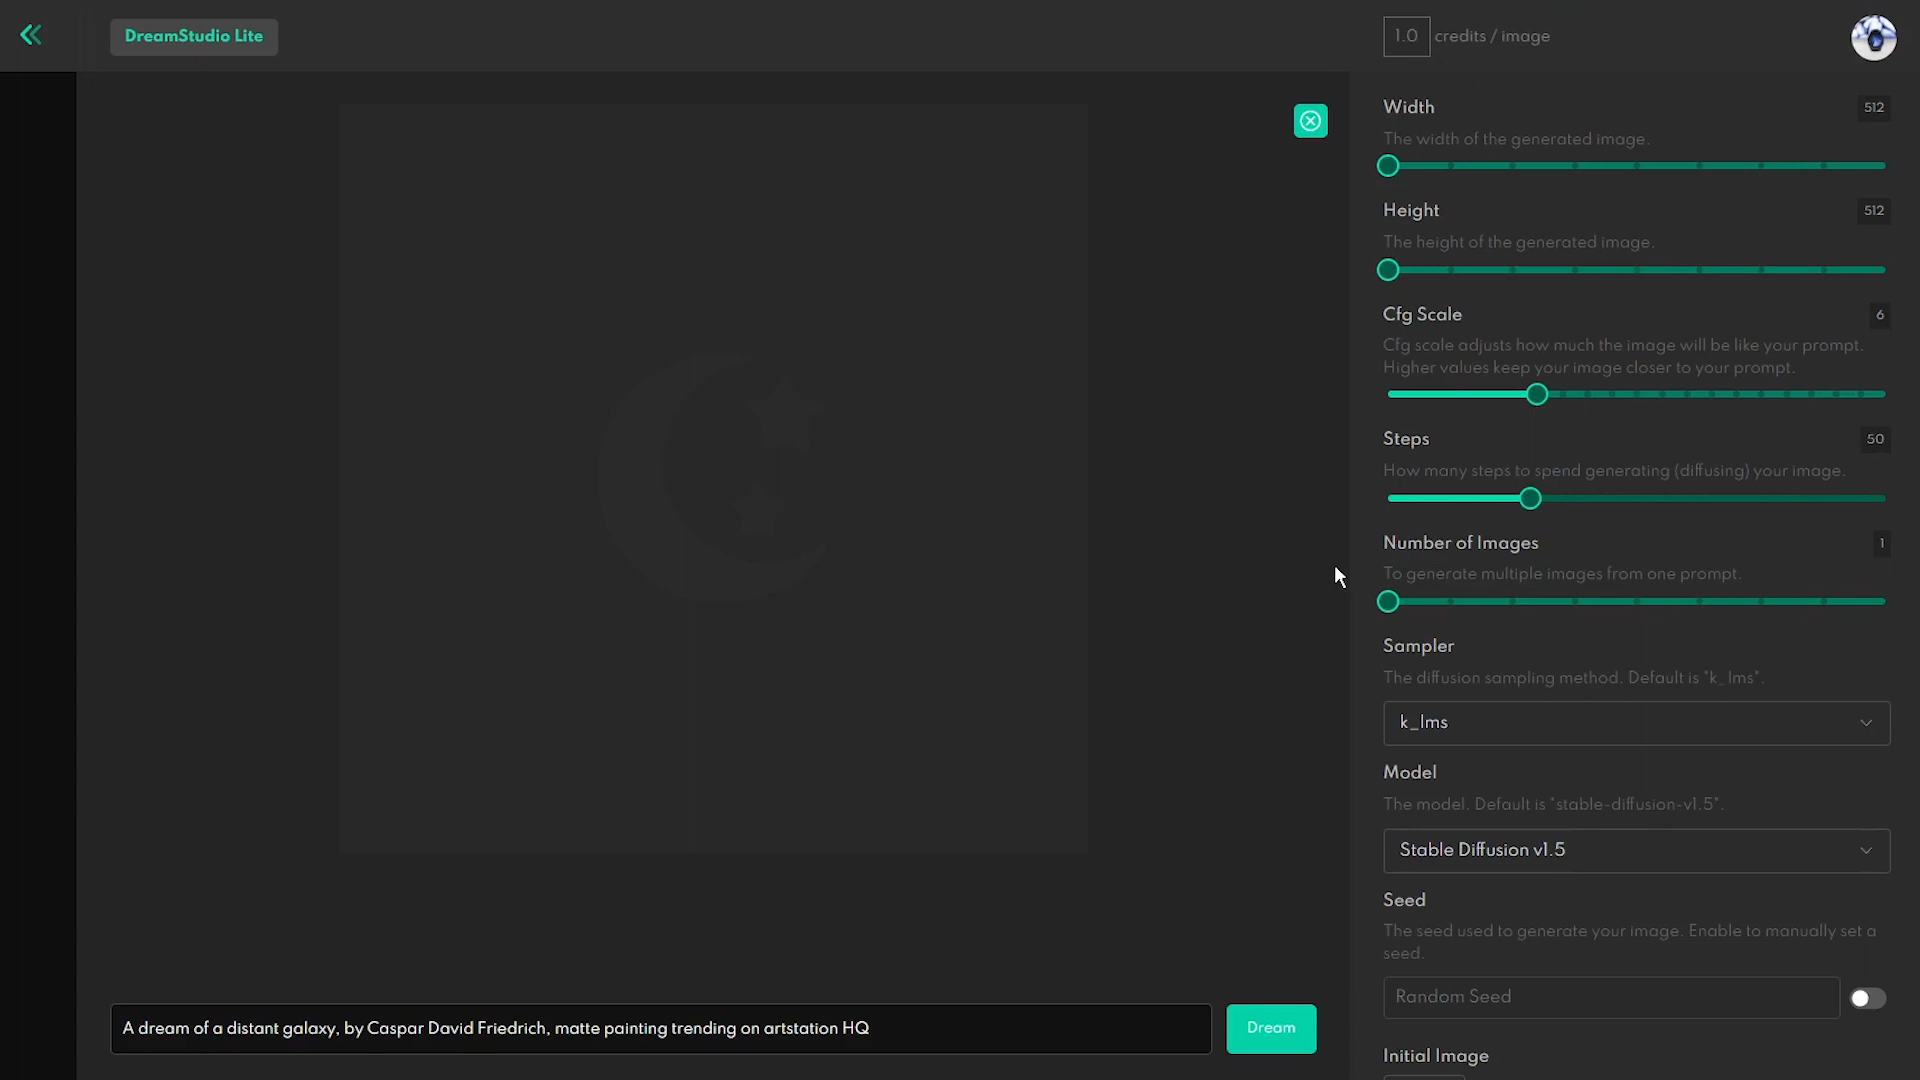 DreamStudio Lite
1.0 credits / image
Width
512
The width of the generated image.
Height
512
The height of the generated image.
Cfg Scale
6
Cfg scale adjusts how much the image will be like your prompt.
Higher values keep your image closer to your prompt.
Steps
50
How many steps to spend generating (diffusing) your image.
Number of Images
1
To generate multiple images from one prompt.
Sampler
The diffusion sampling method. Default is "k_lms".
k_lms
Model
The model. Default is "stable-diffusion-v1.5".
Stable Diffusion v1.5
Seed
The seed used to generate your image. Enable to manually set a
seed.
Random Seed
A dream of a distant galaxy, by Caspar David Friedrich, matte painting trending on artstation HQ
Dream
Initial Image